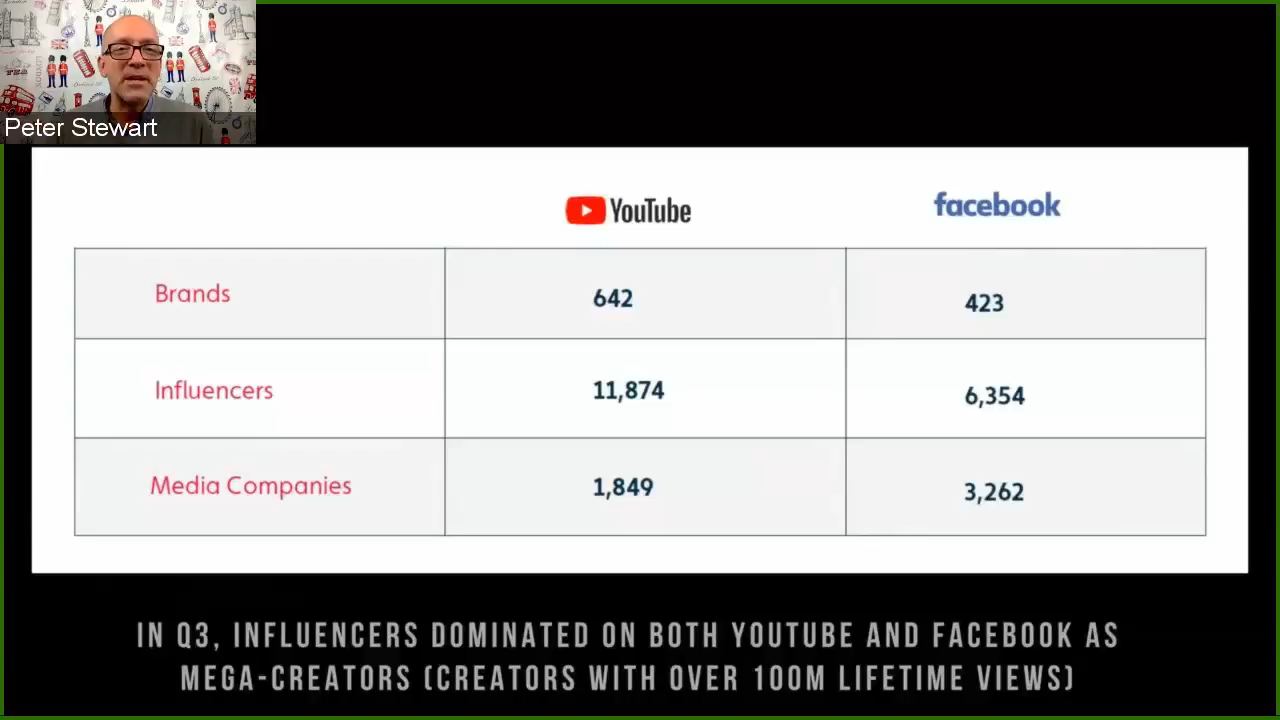 Peter Stewart
YouTube
facebook
Brands 642 423
Influencers 11,874 6,354
Media Companies 1,849 3,262
IN Q3, INFLUENCERS DOMINATED ON BOTH YOUTUBE AND FACEBOOK AS
MEGA-CREATORS (CREATORS WITH OVER 100M LIFETIME VIEWS)